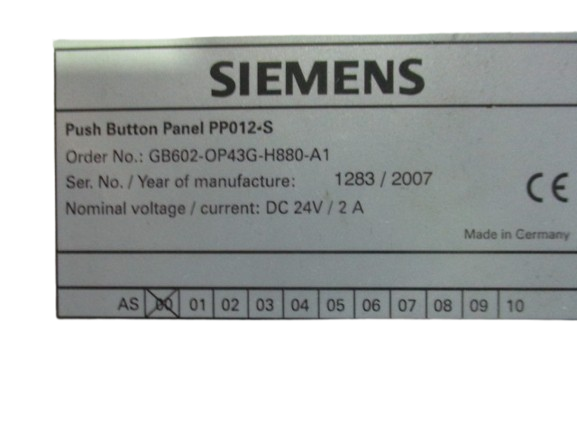 SIEMENS
Push Button Panel PP012-S
Order No.: GB602-OP43G-H880-A1
Ser. No. / Year of manufacture: 1283 / 2007
Nominal voltage / current: DC 24V / 2 A
CE
Made in Germany
AS 00 01 02 03 04 05 06 07 08 09 10